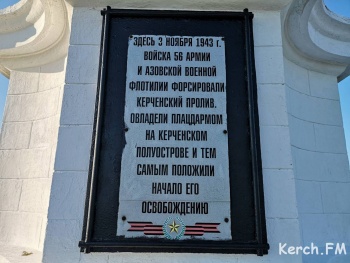 ЗДЕСЬ 3 НОЯБРЯ 1943 г.
ВОЙСКА 56 АРМИИ
И АЗОВСКОЙ ВОЕННОЙ
ФЛОТИЛИИ ФОРСИРОВАЛИ
КЕРЧЕНСКИЙ ПРОЛИВ,
ОВЛАДЕЛИ ПЛАЦДАРМОМ
НА КЕРЧЕНСКОМ
ПОЛУОСТРОВЕ И ТЕМ
САМЫМ ПОЛОЖИЛИ
НАЧАЛО ЕГО
ОСВОБОЖДЕНИЮ
Kerch.FM